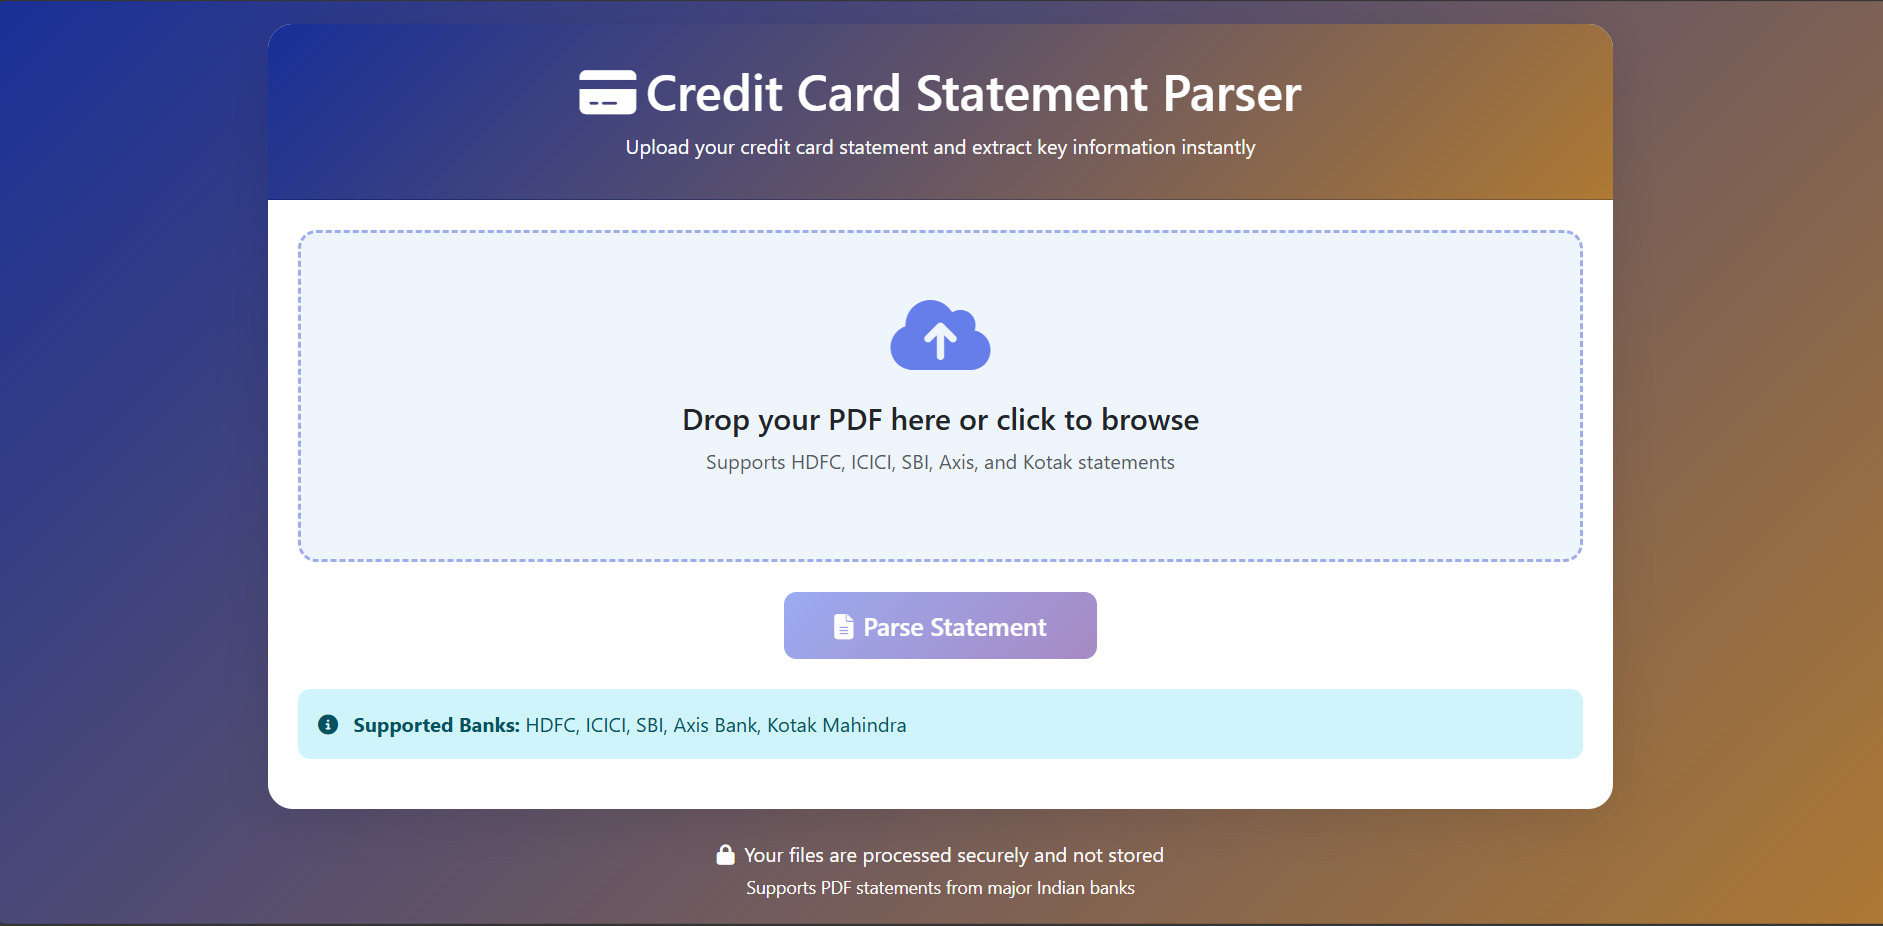 Credit Card Statement Parser
Upload your credit card statement and extract key information instantly
Drop your PDF here or click to browse
Supports HDFC, ICICI, SBI, Axis, and Kotak statements
Parse Statement
Supported Banks: HDFC, ICICI, SBI, Axis Bank, Kotak Mahindra
Your files are processed securely and not stored
Supports PDF statements from major Indian banks